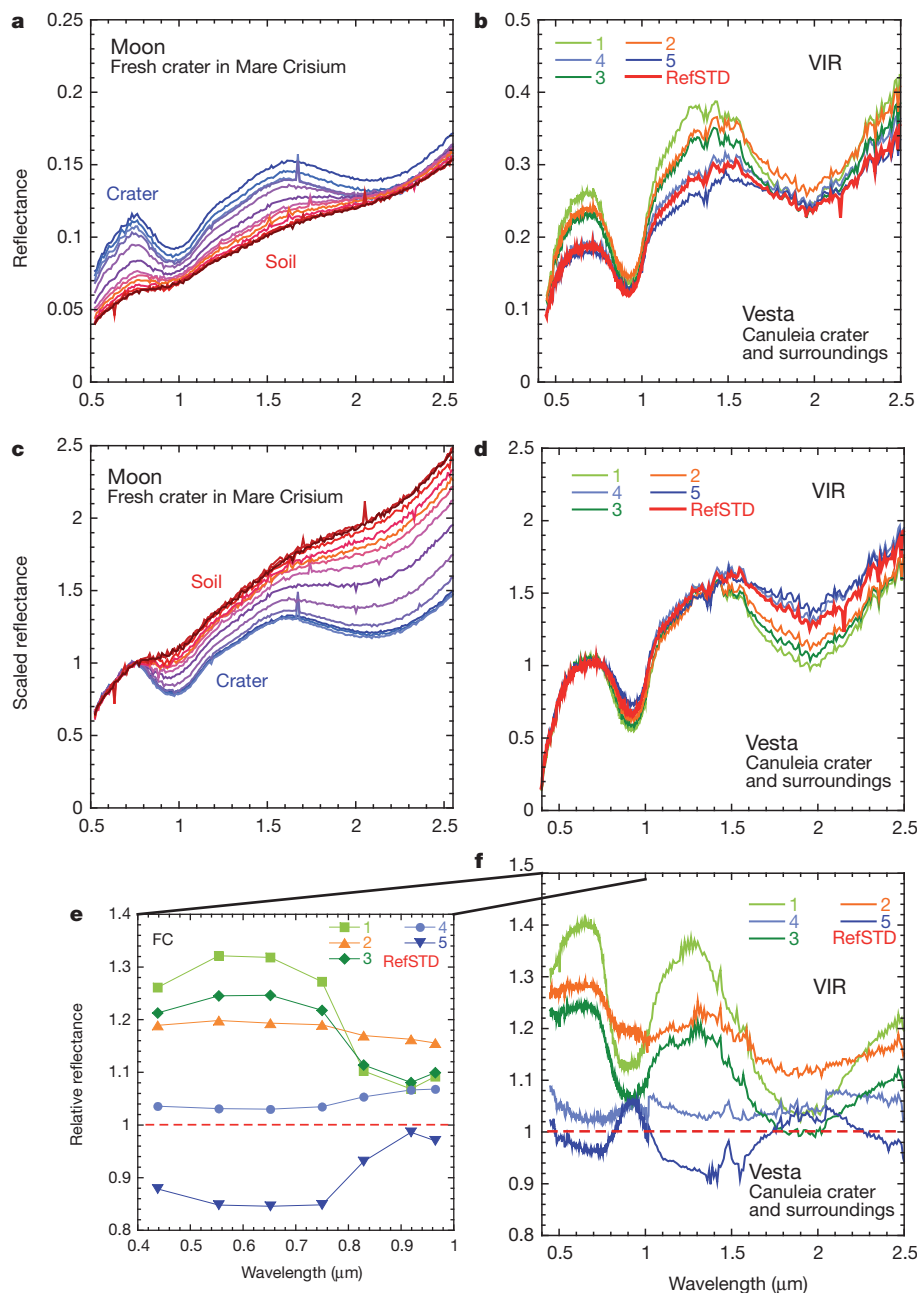 a
Moon
Fresh crater in Mare Crisium
Crater
Soil
Reflectance
0.25
0.2
0.15
0.1
0.05
0
0.5 1 1.5 2 2.5
b
1 2
4 5
3 RefSTD
VIR
Vesta
Canuleia crater
and surroundings
0.5
0.4
0.3
0.2
0.1
0
0.5 1 1.5 2 2.5
c
Moon
Fresh crater in Mare Crisium
Soil
Crater
Scaled reflectance
2.5
2
1.5
1
0.5
0
0.5 1 1.5 2 2.5
d
1 2
4 5
3 RefSTD
VIR
Vesta
Canuleia crater
and surroundings
2.5
2
1.5
1
0.5
0
0.5 1 1.5 2 2.5
e
FC
1 4
2 5
3 RefSTD
Relative reflectance
1.4
1.3
1.2
1.1
1
0.9
0.8
0.4 0.5 0.6 0.7 0.8 0.9 1
Wavelength (μm)
f
1 2
4 5
3 RefSTD
VIR
Vesta
Canuleia crater
and surroundings
1.5
1.4
1.3
1.2
1.1
1
0.9
0.8
0.5 1 1.5 2 2.5
Wavelength (μm)